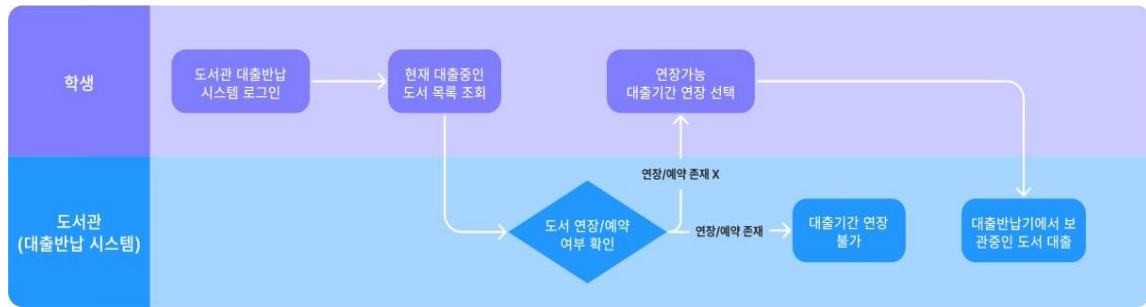 학생
도서관 대출반납
시스템 로그인
현재 대출중인
도서 목록 조회
연장가능
대출기간 연장 선택
연장/예약 존재 X
도서관
(대출반납 시스템)
도서 연장/예약
여부 확인
연장/예약 존재
대출기간 연장
불가
대출반납기에서 보
관중인 도서 대출